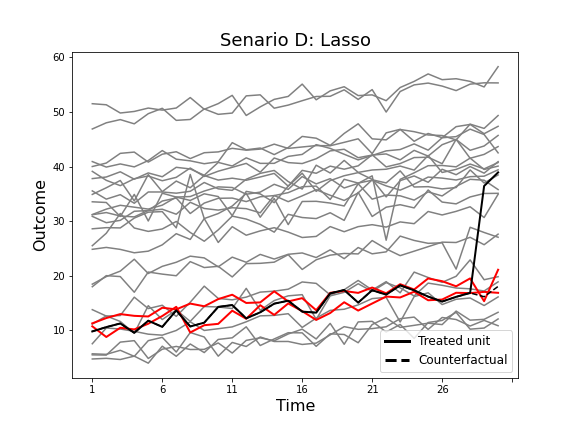 Senario D: Lasso
60
50
40
30
20
10
Outcome
1 6 11 16 21 26
Time
Treated unit
Counterfactual